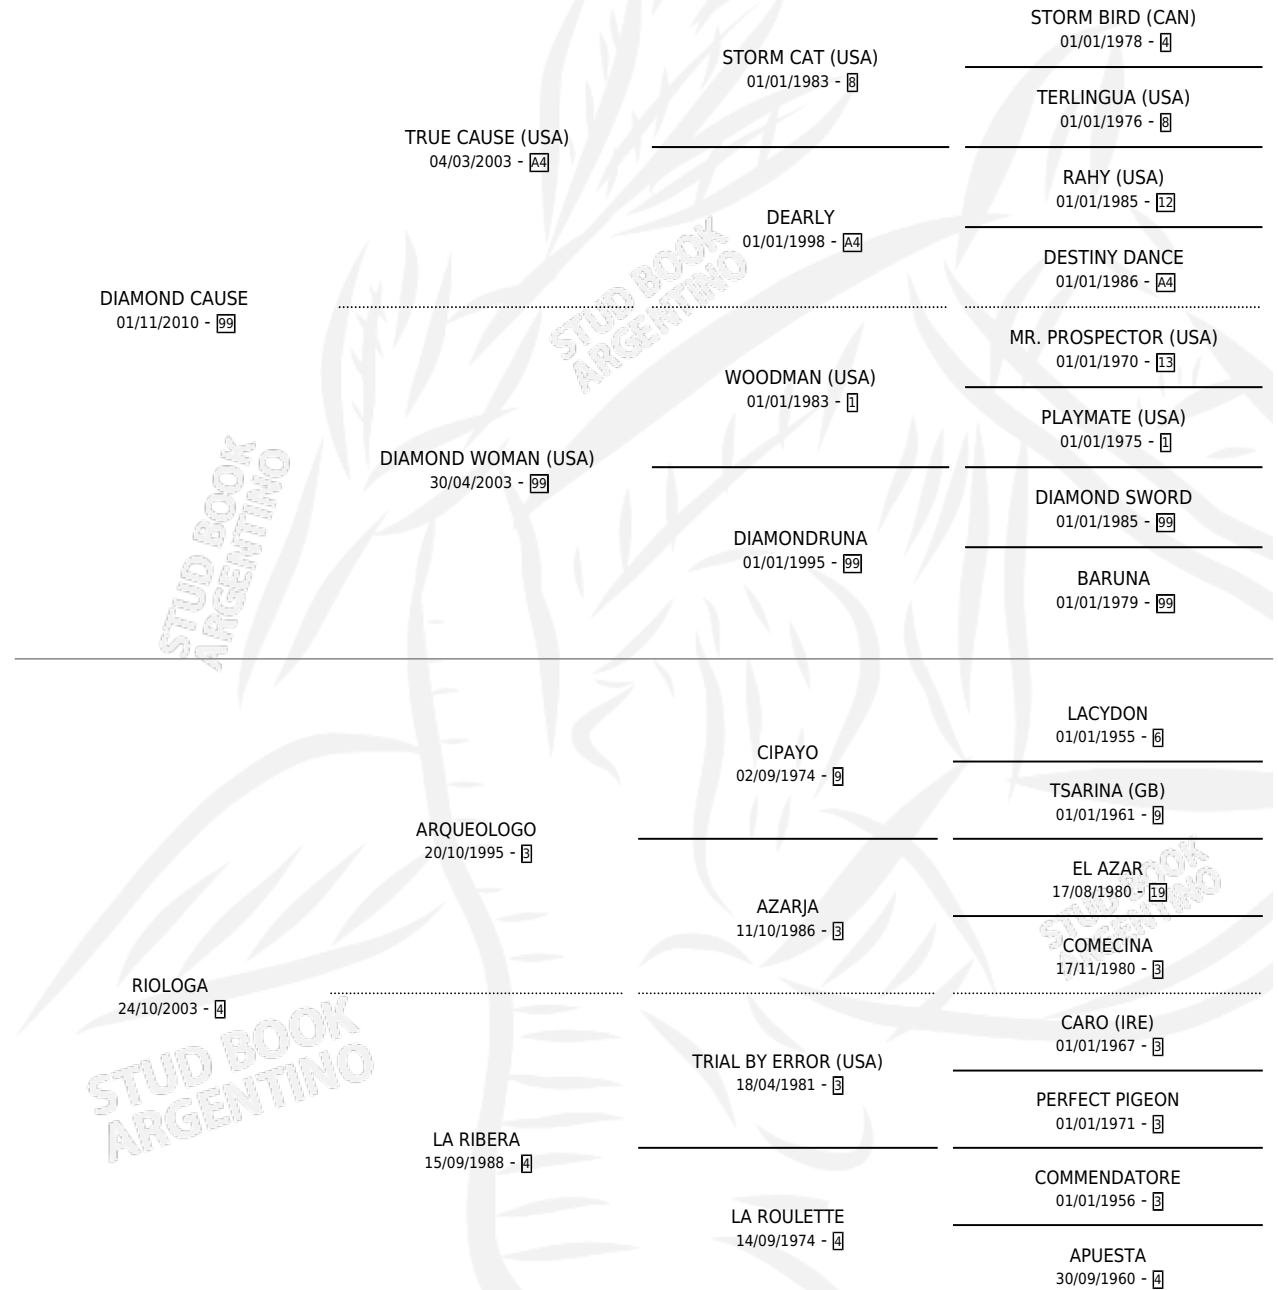 STORM BIRD (CAN)
01/01/1978 - 4
STORM CAT (USA)
01/01/1983 - 8
TERLINGUA (USA)
01/01/1976 - 8
TRUE CAUSE (USA)
04/03/2003 - A4
RAHY (USA)
01/01/1985 - 12
DEARLY
01/01/1998 - A4
DESTINY DANCE
01/01/1986 - A4
DIAMOND CAUSE
01/11/2010 - 99
MR. PROSPECTOR (USA)
01/01/1970 - 13
WOODMAN (USA)
01/01/1983 - 1
PLAYMATE (USA)
01/01/1975 - 1
DIAMOND WOMAN (USA)
30/04/2003 - 99
DIAMOND SWORD
01/01/1985 - 99
DIAMONDRUNA
01/01/1995 - 99
BARUNA
01/01/1979 - 99
LACYDON
01/01/1955 - 6
CIPAYO
02/09/1974 - 9
TSARINA (GB)
01/01/1961 - 9
ARQUEOLOGO
20/10/1995 - 3
EL AZAR
17/08/1980 - 19
AZARJA
11/10/1986 - 3
COMECINA
17/11/1980 - 3
RIOLOGA
24/10/2003 - 4
CARO (IRE)
01/01/1967 - 3
TRIAL BY ERROR (USA)
18/04/1981 - 3
PERFECT PIGEON
01/01/1971 - 3
LA RIBERA
15/09/1988 - 4
COMMENDATORE
01/01/1956 - 3
LA ROULETTE
14/09/1974 - 4
APUESTA
30/09/1960 - 4
STUD BOOK
ARGENTINO
STUD BOOK
ARGENTINO
STUD BOOK
ARGENTINO
STUD BOOK
ARGENTINO